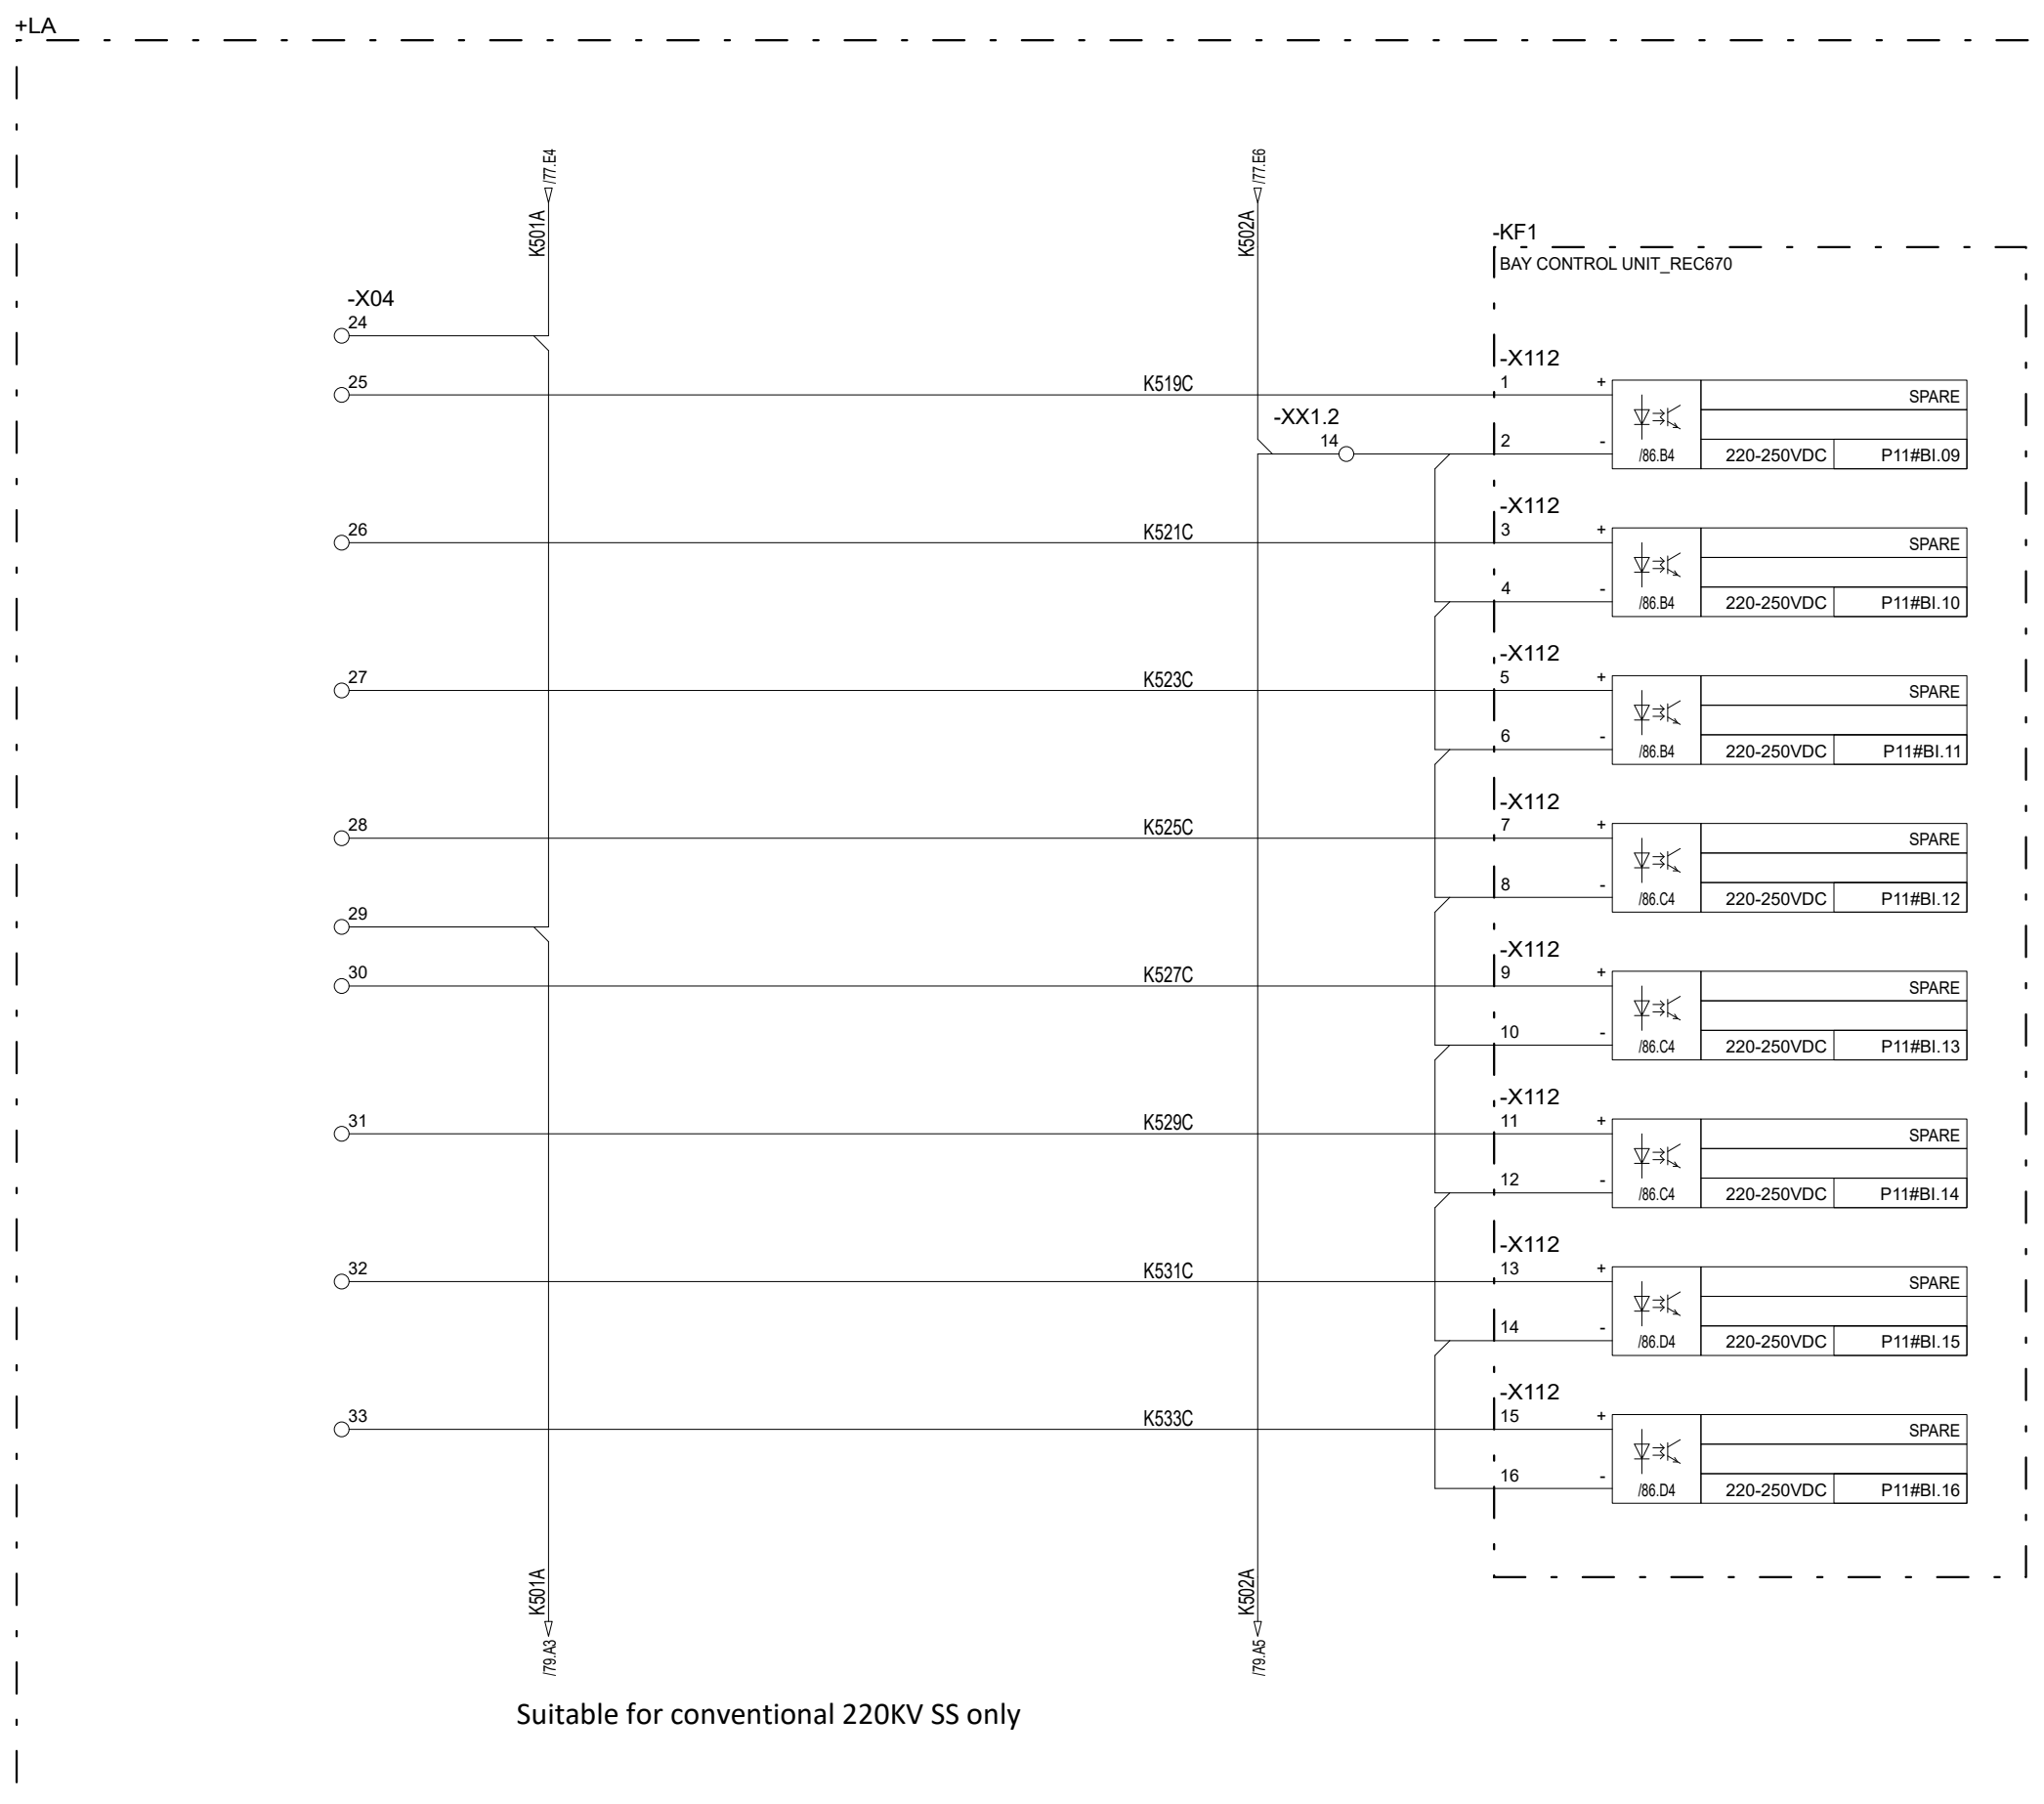 +LA
/77.E4
/77.E6
K501A
K502A
-KF1
BAY CONTROL UNIT_REC670
-X04
24
-X112
25
K519C
1
+
SPARE
-XX1.2
14
2
-
/86.B4
220-250VDC
P11#BI.09
-X112
26
K521C
3
+
SPARE
4
-
/86.B4
220-250VDC
P11#BI.10
-X112
27
K523C
5
+
SPARE
6
-
/86.B4
220-250VDC
P11#BI.11
-X112
28
K525C
7
+
SPARE
8
-
/86.C4
220-250VDC
P11#BI.12
29
-X112
30
K527C
9
+
SPARE
10
-
/86.C4
220-250VDC
P11#BI.13
-X112
31
K529C
11
+
SPARE
12
-
/86.C4
220-250VDC
P11#BI.14
-X112
32
K531C
13
+
SPARE
14
-
/86.D4
220-250VDC
P11#BI.15
-X112
33
K533C
15
+
SPARE
16
-
/86.D4
220-250VDC
P11#BI.16
K501A
K502A
/79.A3
/79.A5
Suitable for conventional 220KV SS only